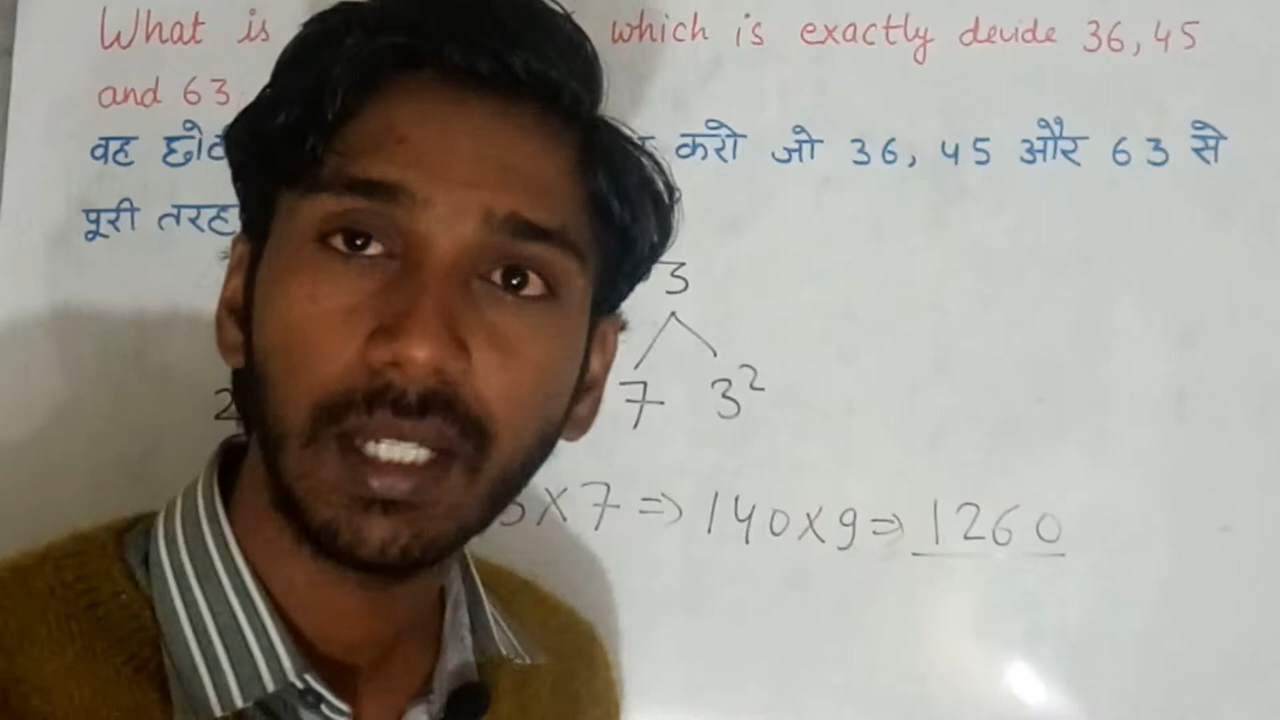 What is which is exactly devide 36, 45
and 63
वह करो जो 36, 45 और 63 से
पूरी तरह
3
7 3²
2
×7 ⇒ 140×9 ⇒ 1260